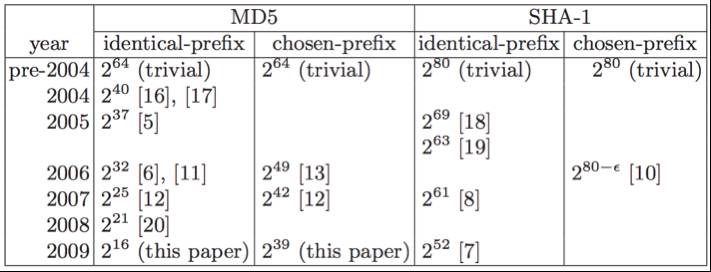 MD5 SHA-1
year identical-prefix chosen-prefix identical-prefix chosen-prefix
pre-2004 2^64 (trivial) 2^64 (trivial) 2^80 (trivial) 2^80 (trivial)
2004 2^40 [16], [17]
2005 2^37 [5] 2^69 [18]
2^63 [19]
2006 2^32 [6], [11] 2^49 [13] 2^80−ϵ [10]
2007 2^25 [12] 2^42 [12] 2^61 [8]
2008 2^21 [20]
2009 2^16 (this paper) 2^39 (this paper) 2^52 [7]